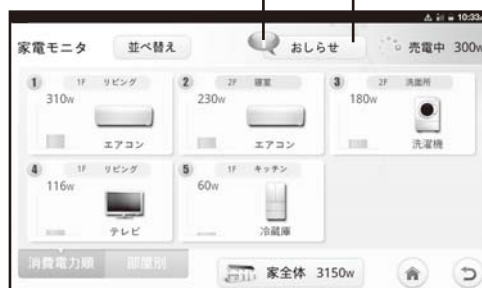 10:33A
家電モニタ 並べ替え おしらせ 売電中 300w
1 1F リビング 2 2F 寝室 3 2F 洗面所
310w 230w 180w
エアコン エアコン 洗濯機
4 1F リビング 5 1F キッチン
116w 60w
テレビ 冷蔵庫
消費電力順 部屋別 家全体 3150w